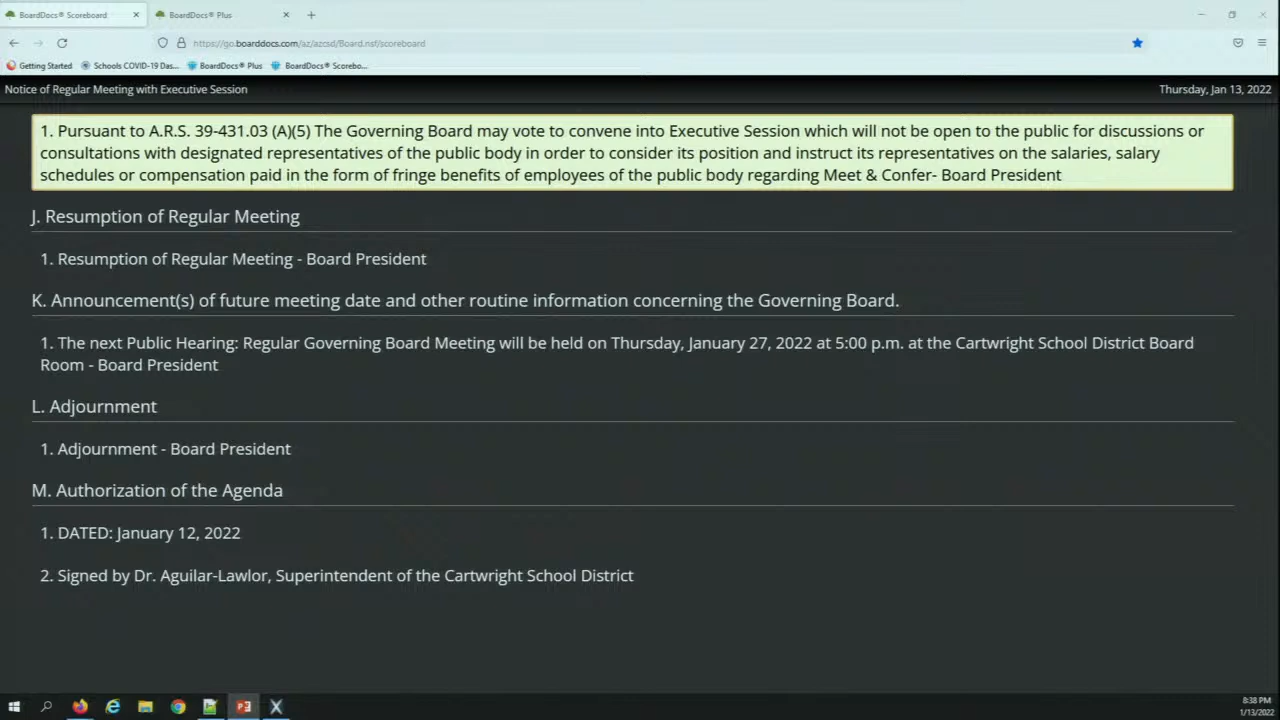 BoardDocs® Scoreboard
BoardDocs® Plus
https://go.boarddocs.com/az/azcsd/Board.nsf/scoreboard
Getting Started Schools COVID-19 Das... BoardDocs® Plus BoardDocs® Scorebo...
Notice of Regular Meeting with Executive Session
Thursday, Jan 13, 2022
1. Pursuant to A.R.S. 39-431.03 (A)(5) The Governing Board may vote to convene into Executive Session which will not be open to the public for discussions or
consultations with designated representatives of the public body in order to consider its position and instruct its representatives on the salaries, salary
schedules or compensation paid in the form of fringe benefits of employees of the public body regarding Meet & Confer- Board President
J. Resumption of Regular Meeting
1. Resumption of Regular Meeting - Board President
K. Announcement(s) of future meeting date and other routine information concerning the Governing Board.
1. The next Public Hearing: Regular Governing Board Meeting will be held on Thursday, January 27, 2022 at 5:00 p.m. at the Cartwright School District Board
Room - Board President
L. Adjournment
1. Adjournment - Board President
M. Authorization of the Agenda
1. DATED: January 12, 2022
2. Signed by Dr. Aguilar-Lawlor, Superintendent of the Cartwright School District
8:38 PM
1/13/2022